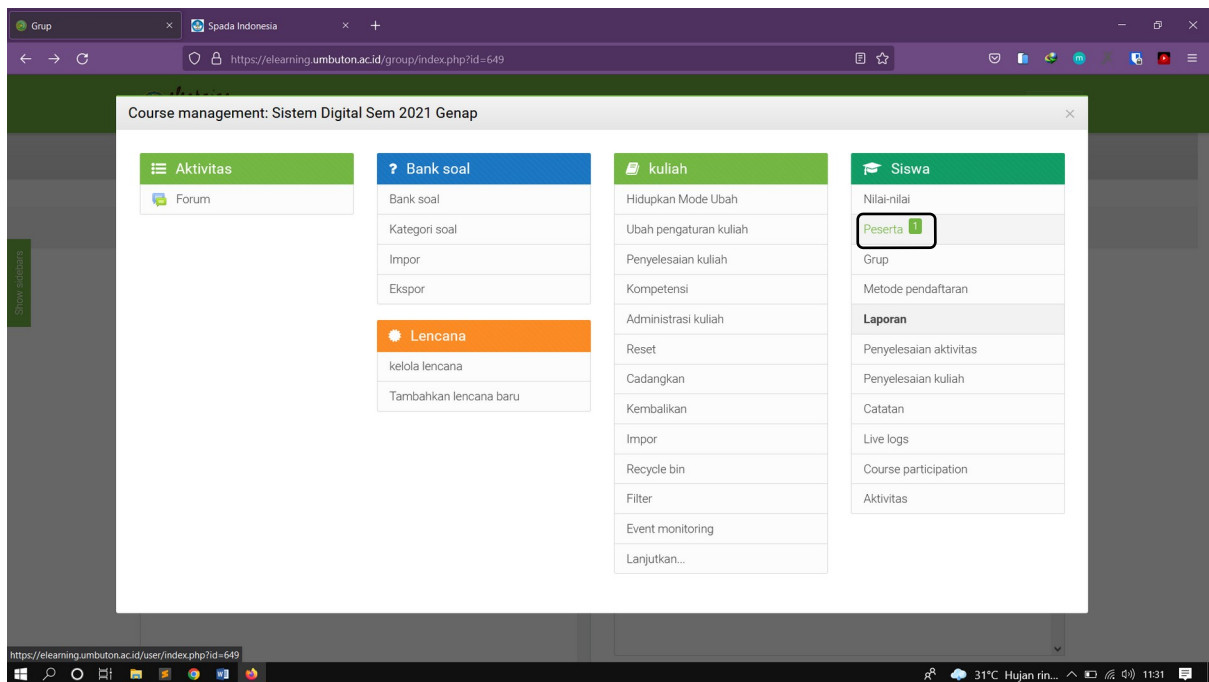 Grup
Spada Indonesia
https://elearning.umbuton.ac.id/group/index.php?id=649
Course management: Sistem Digital Sem 2021 Genap
Aktivitas
Forum
? Bank soal
Bank soal
Kategori soal
Impor
Ekspor
Lencana
kelola lencana
Tambahkan lencana baru
kuliah
Hidupkan Mode Ubah
Ubah pengaturan kuliah
Penyelesaian kuliah
Kompetensi
Administrasi kuliah
Reset
Cadangkan
Kembalikan
Impor
Recycle bin
Filter
Event monitoring
Lanjutkan...
Siswa
Nilai-nilai
Peserta 1
Grup
Metode pendaftaran
Laporan
Penyelesaian aktivitas
Penyelesaian kuliah
Catatan
Live logs
Course participation
Aktivitas
Show sidebars
https://elearning.umbuton.ac.id/user/index.php?id=649
31°C Hujan rin... 11:31